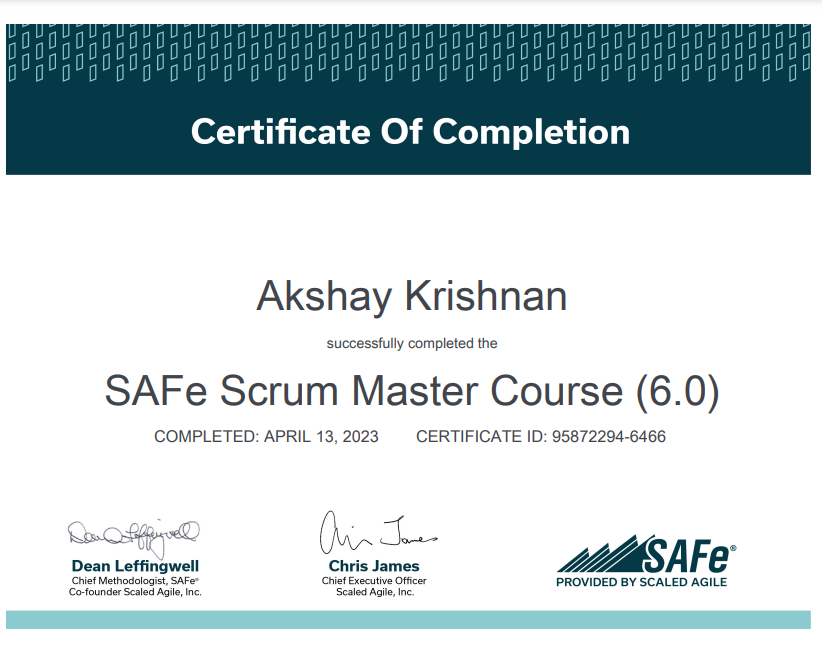 Certificate Of Completion
Akshay Krishnan
successfully completed the
SAFe Scrum Master Course (6.0)
COMPLETED: APRIL 13, 2023 CERTIFICATE ID: 95872294-6466
Dean Leffingwell
Chris James
Dean Leffingwell
Chief Methodologist, SAFe®
Co-founder Scaled Agile, Inc.
Chris James
Chief Executive Officer
Scaled Agile, Inc.
SAFe®
PROVIDED BY SCALED AGILE